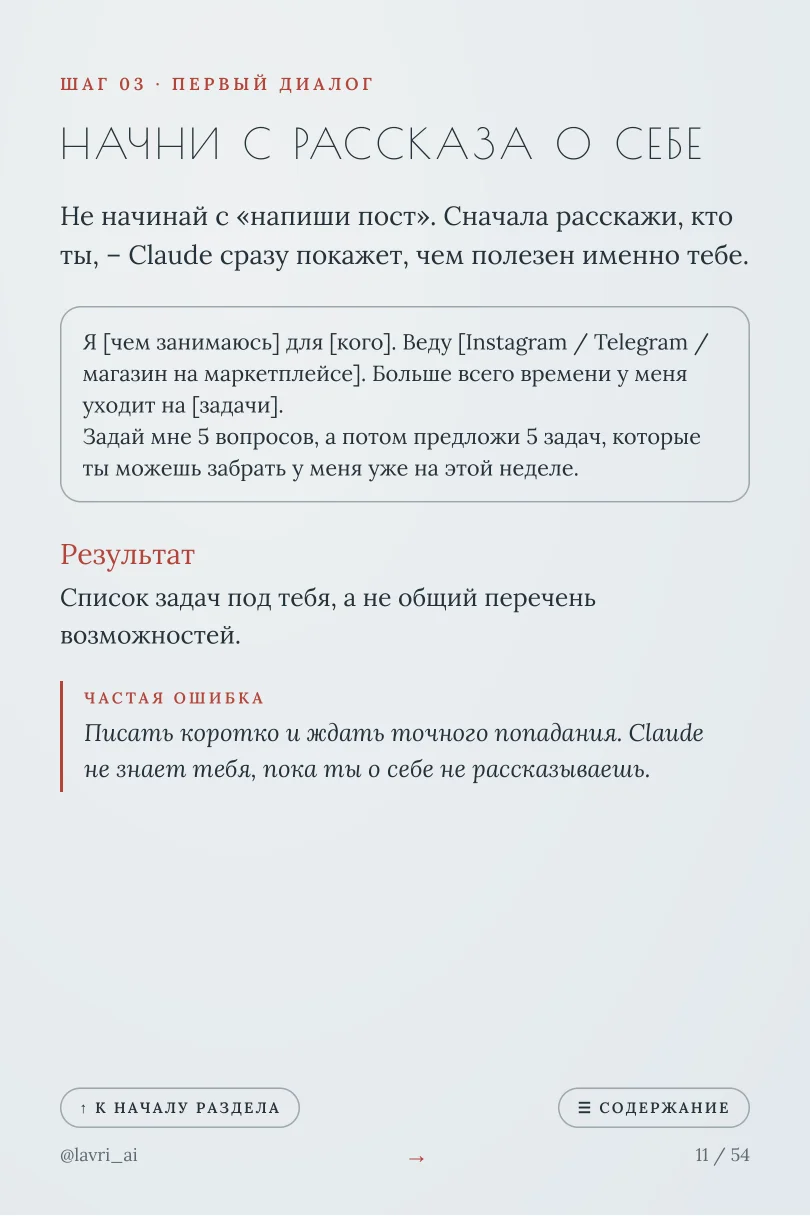 ШАГ 03 · ПЕРВЫЙ ДИАЛОГ
НАЧНИ С РАССКАЗА О СЕБЕ
Не начинай с «напиши пост». Сначала расскажи, кто
ты, – Claude сразу покажет, чем полезен именно тебе.
Я [чем занимаюсь] для [кого]. Веду [Instagram / Telegram /
магазин на маркетплейсе]. Больше всего времени у меня
уходит на [задачи].
Задай мне 5 вопросов, а потом предложи 5 задач, которые
ты можешь забрать у меня уже на этой неделе.
Результат
Список задач под тебя, а не общий перечень
возможностей.
ЧАСТАЯ ОШИБКА
Писать коротко и ждать точного попадания. Claude
не знает тебя, пока ты о себе не рассказываешь.
↑ К НАЧАЛУ РАЗДЕЛА
☰ СОДЕРЖАНИЕ
@lavri_ai
→
11 / 54